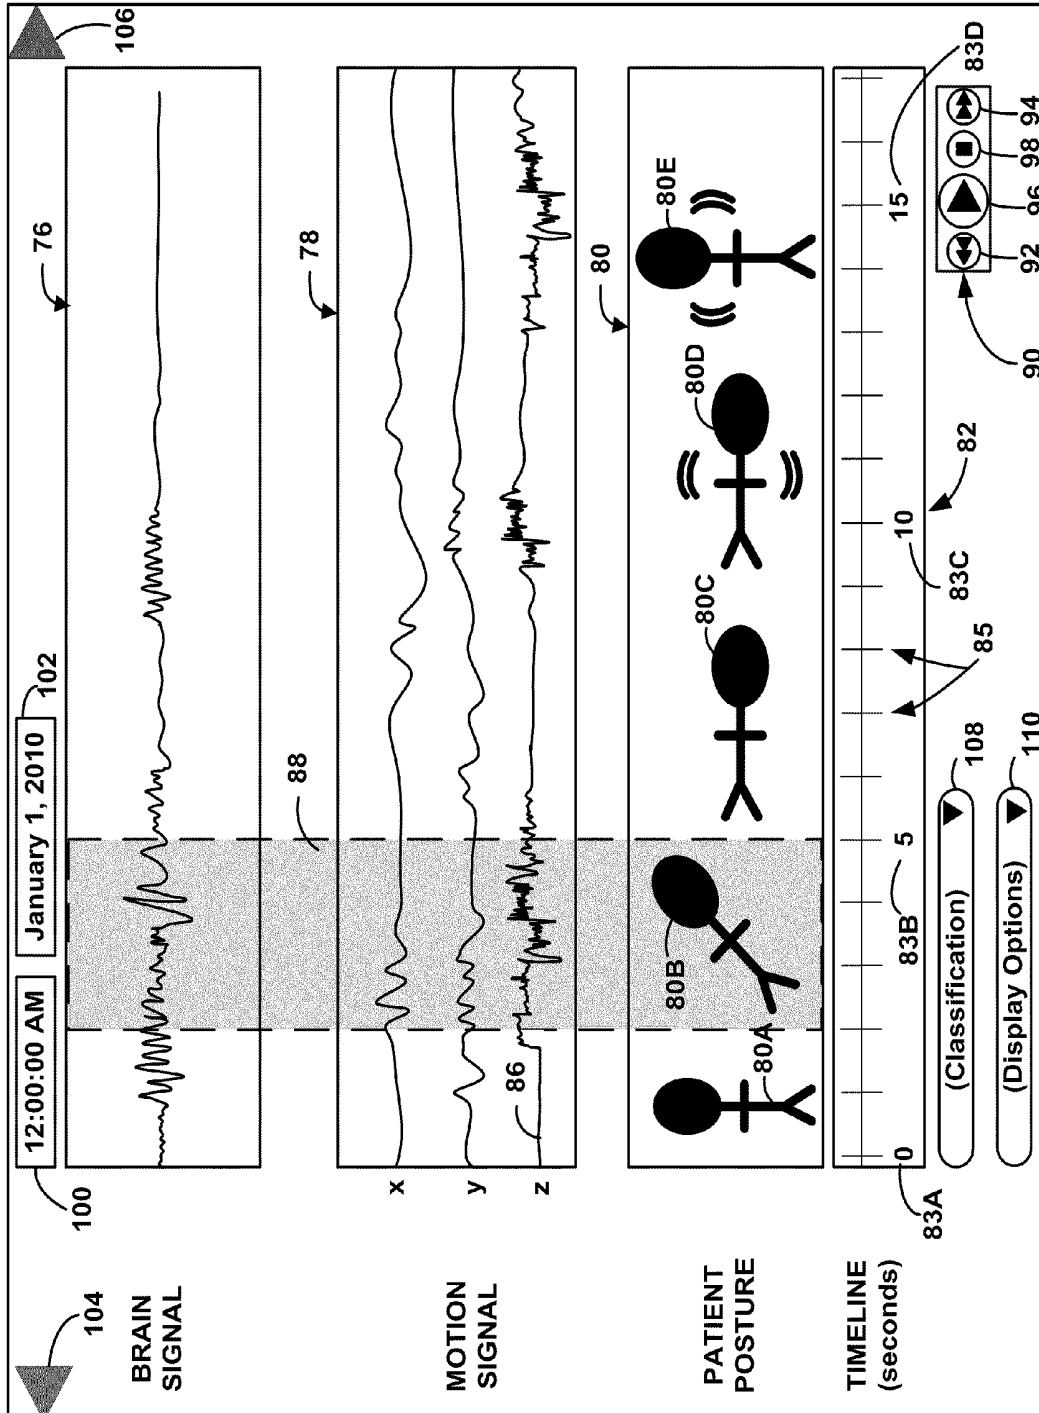 104
100
12:00:00 AM
January 1, 2010
102
106
BRAIN
SIGNAL
76
88
MOTION
SIGNAL
x
y
z
86
78
PATIENT
POSTURE
80
80A
80B
80C
80D
80E
TIMELINE
(seconds)
0
5
10
15
83A
83B
83C
83D
85
82
(Classification)
108
(Display Options)
110
90
92
96
98
94